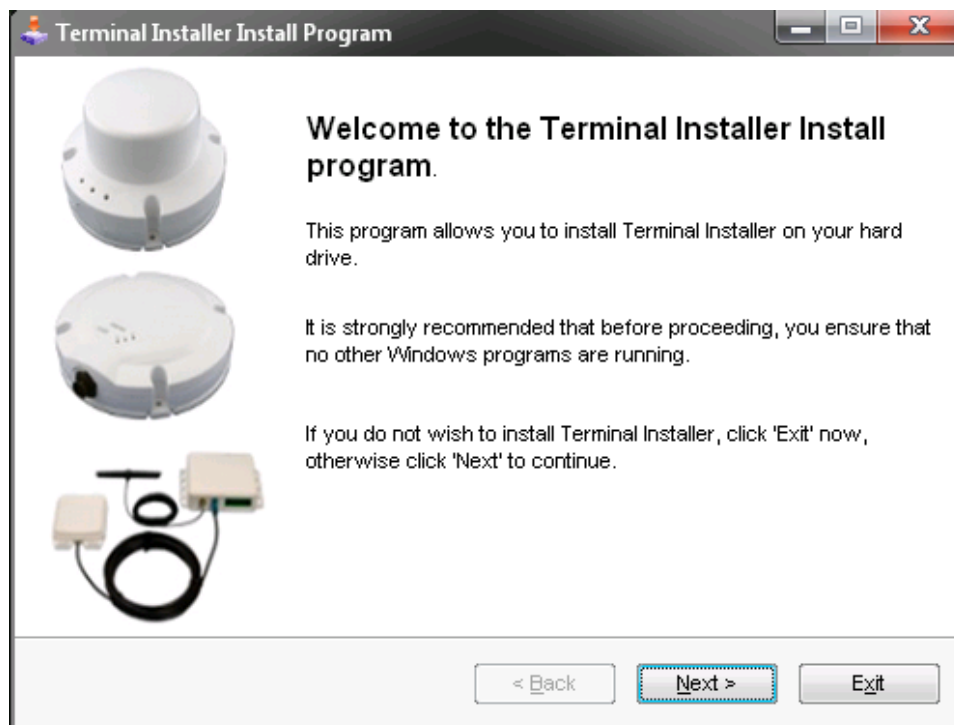 Terminal Installer Install Program
Welcome to the Terminal Installer Install
program.
This program allows you to install Terminal Installer on your hard
drive.
It is strongly recommended that before proceeding, you ensure that
no other Windows programs are running.
If you do not wish to install Terminal Installer, click 'Exit' now,
otherwise click 'Next' to continue.
< Back
Next >
Exit